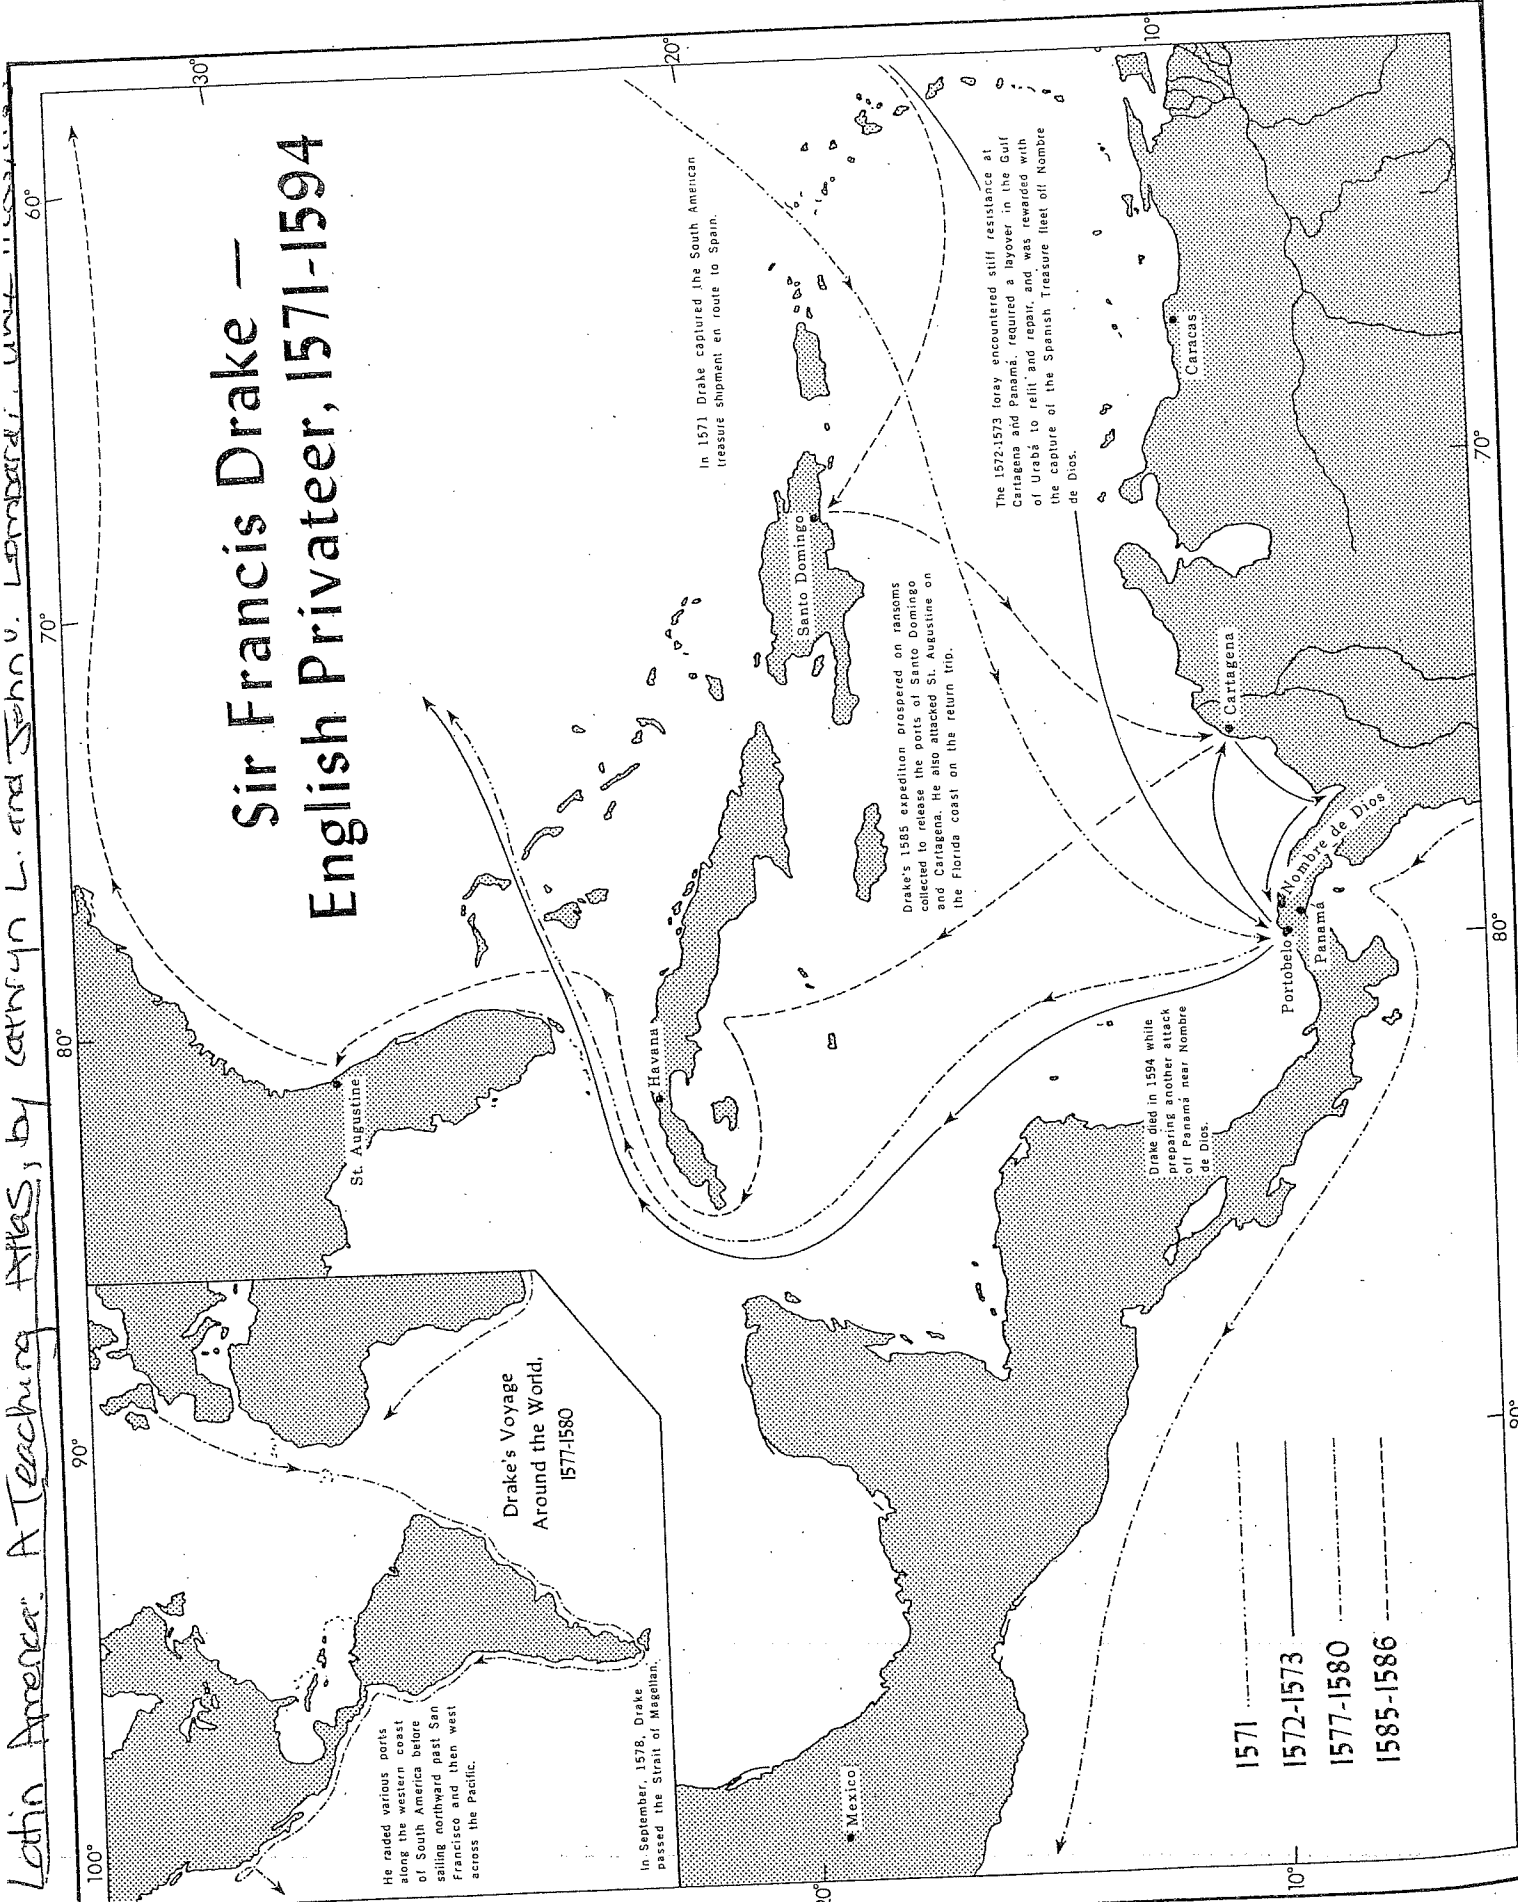 Latin America: A Teaching Atlas, by Cathryn L. and John V. Lombardi.
Sir Francis Drake —
English Privateer, 1571-1594
100°
90°
80°
70°
60°
30°
20°
10°
20°
10°
90°
80°
70°
Drake's Voyage
Around the World,
1577-1580
He raided various ports
along the western coast
of South America before
sailing northward past San
Francisco and then west
across the Pacific.
In September, 1578, Drake
passed the Strait of Magellan.
St. Augustine
Havana
In 1571 Drake captured the South American
treasure shipment en route to Spain.
Santo Domingo
Drake's 1585 expedition prospered on ransoms
collected to release the ports of Santo Domingo
and Cartagena. He also attacked St. Augustine on
the Florida coast on the return trip.
The 1572-1573 foray encountered stiff resistance at
Cartagena and Panamá, required a layover in the Gulf
of Urabá to refit and repair, and was rewarded with
the capture of the Spanish Treasure fleet off Nombre
de Dios.
Mexico
Drake died in 1594 while
preparing another attack
off Panamá near Nombre
de Dios.
Caracas
Cartagena
Nombre de Dios
Portobelo
Panamá
1571
1572-1573
1577-1580
1585-1586